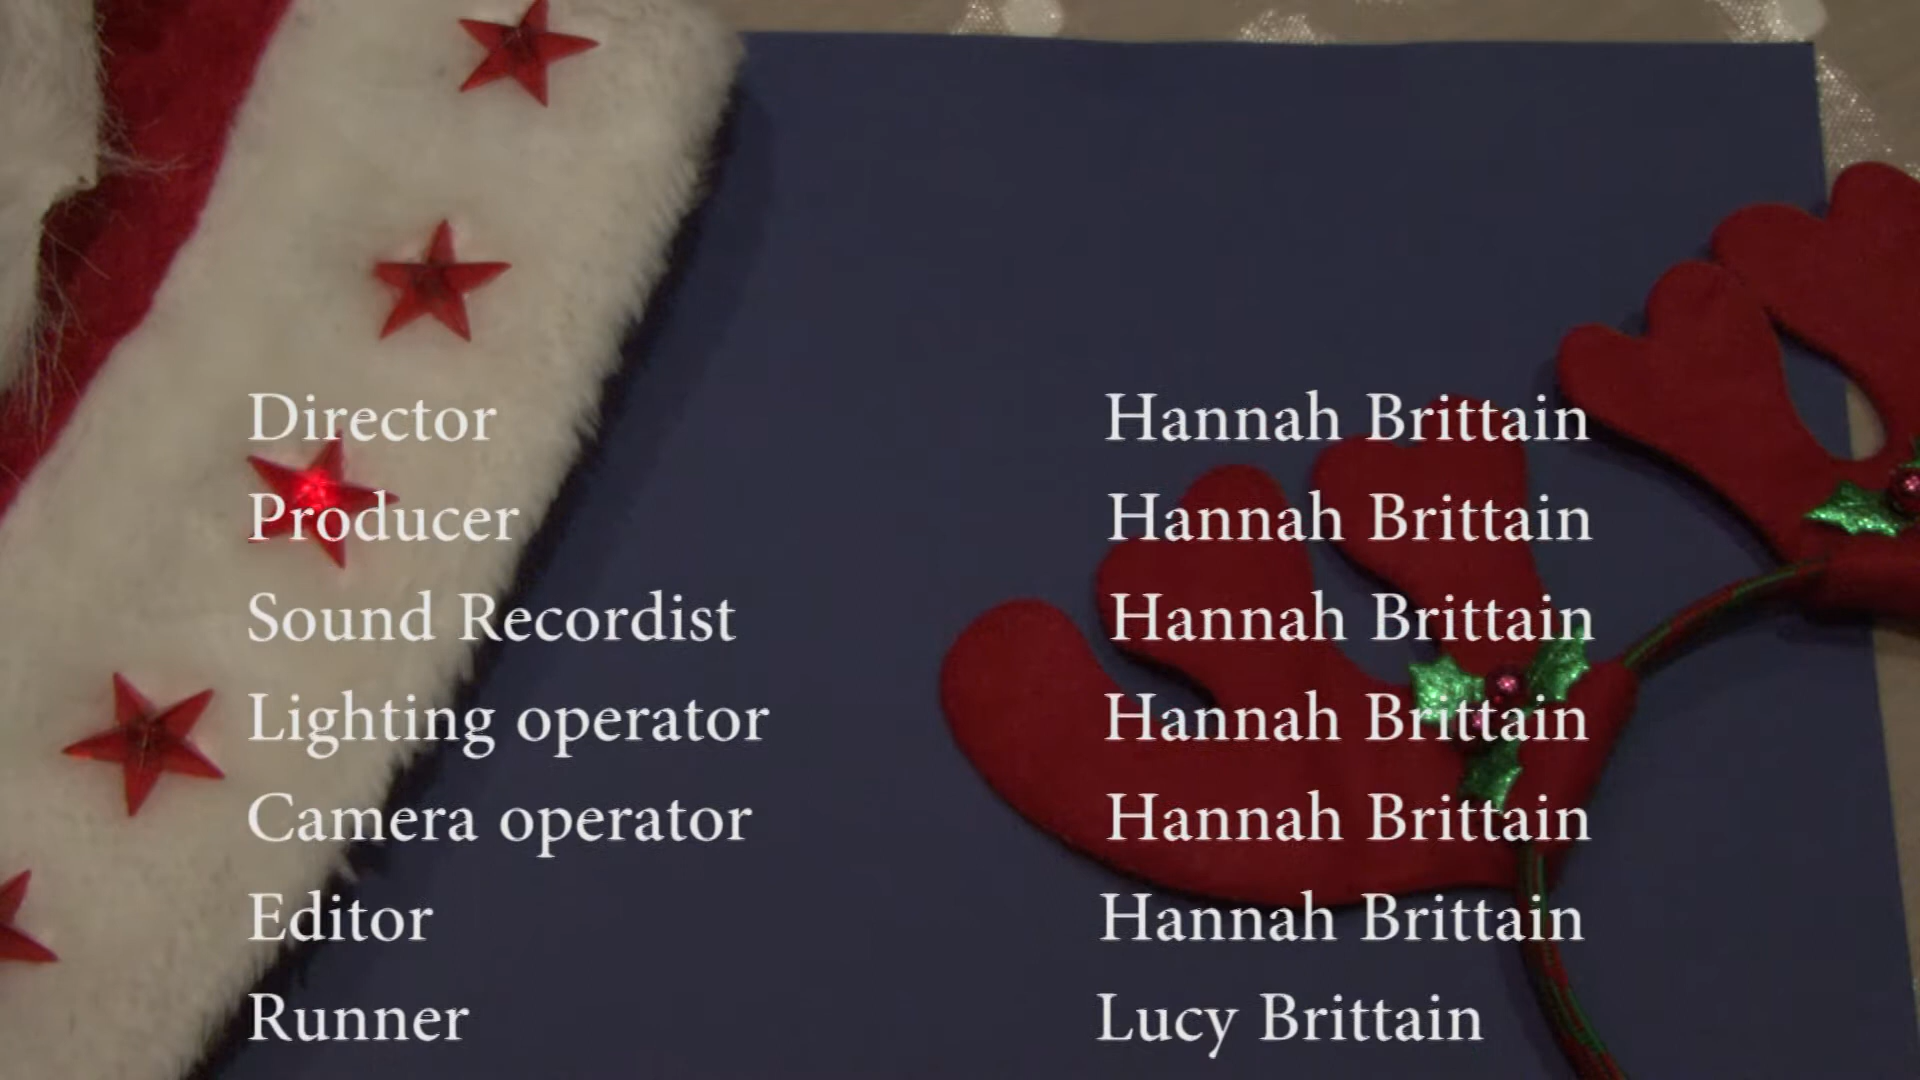 Director Hannah Brittain
Producer Hannah Brittain
Sound Recordist Hannah Brittain
Lighting operator Hannah Brittain
Camera operator Hannah Brittain
Editor Hannah Brittain
Runner Lucy Brittain